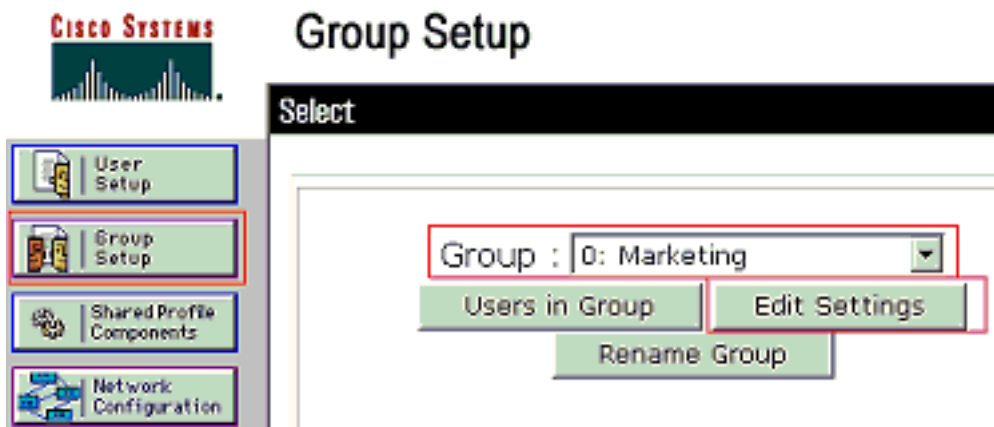 CISCO SYSTEMS
Group Setup
Select
User
Setup
Group
Setup
Shared Profile
Components
Network
Configuration
Group : 0: Marketing
Users in Group
Edit Settings
Rename Group